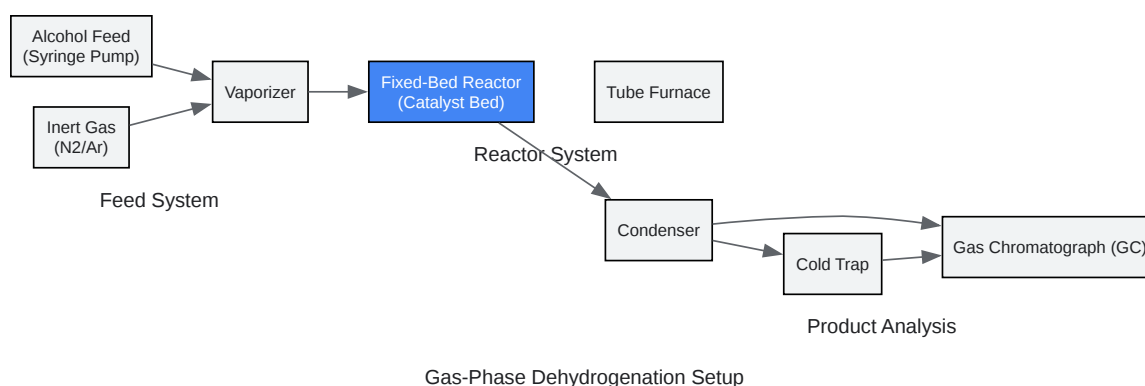 Alcohol Feed
(Syringe Pump)
Inert Gas
(N2/Ar)
Vaporizer
Fixed-Bed Reactor
(Catalyst Bed)
Tube Furnace
Reactor System
Feed System
Condenser
Cold Trap
Gas Chromatograph (GC)
Product Analysis
Gas-Phase Dehydrogenation Setup